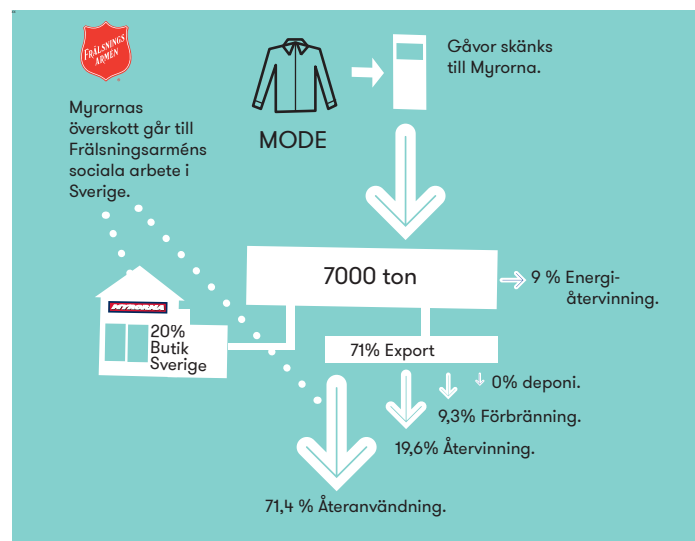 FRÄLSNINGS
ARMÉN
Myrornas
överskott går till
Frälsningsarméns
sociala arbete i
Sverige.
MODE
Gåvor skänks
till Myrorna.
7000 ton
9 % Energi-
återvinning.
MYRORNA
20%
Butik
Sverige
71% Export
0% deponi.
9,3% Förbränning.
19,6% Återvinning.
71,4 % Återanvändning.